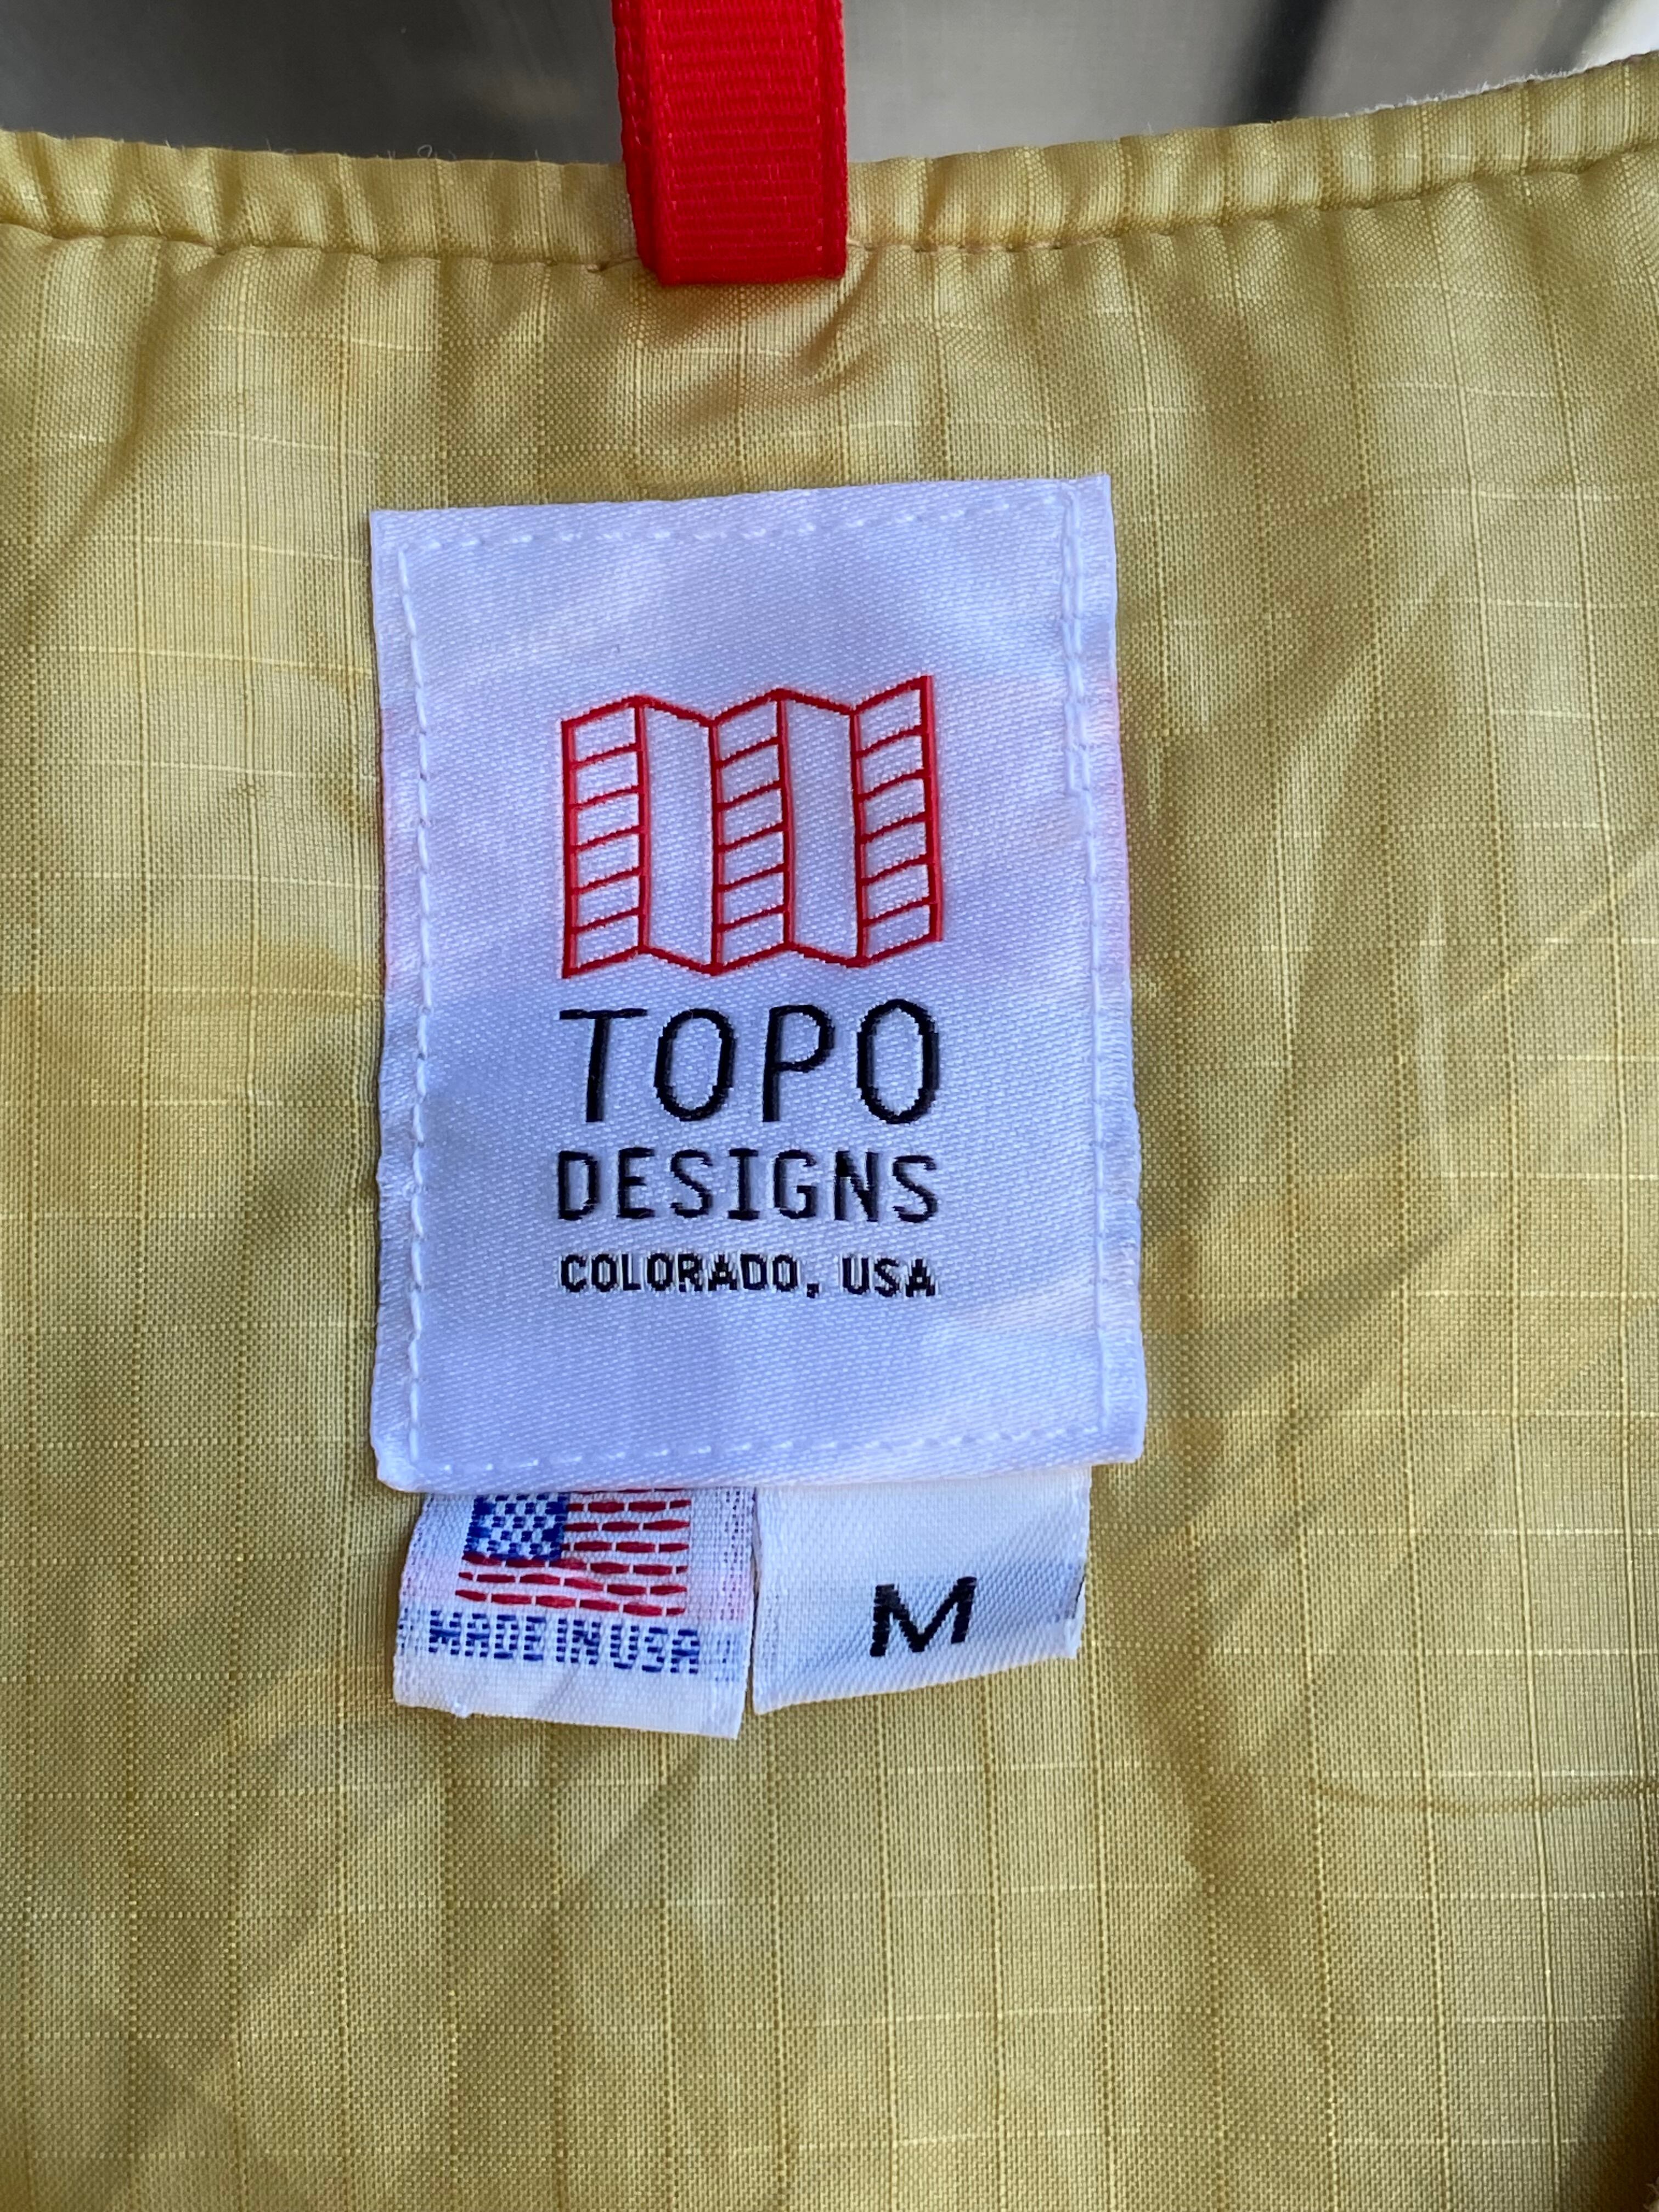 TOPO
DESIGNS
COLORADO, USA
MADE IN USA
M